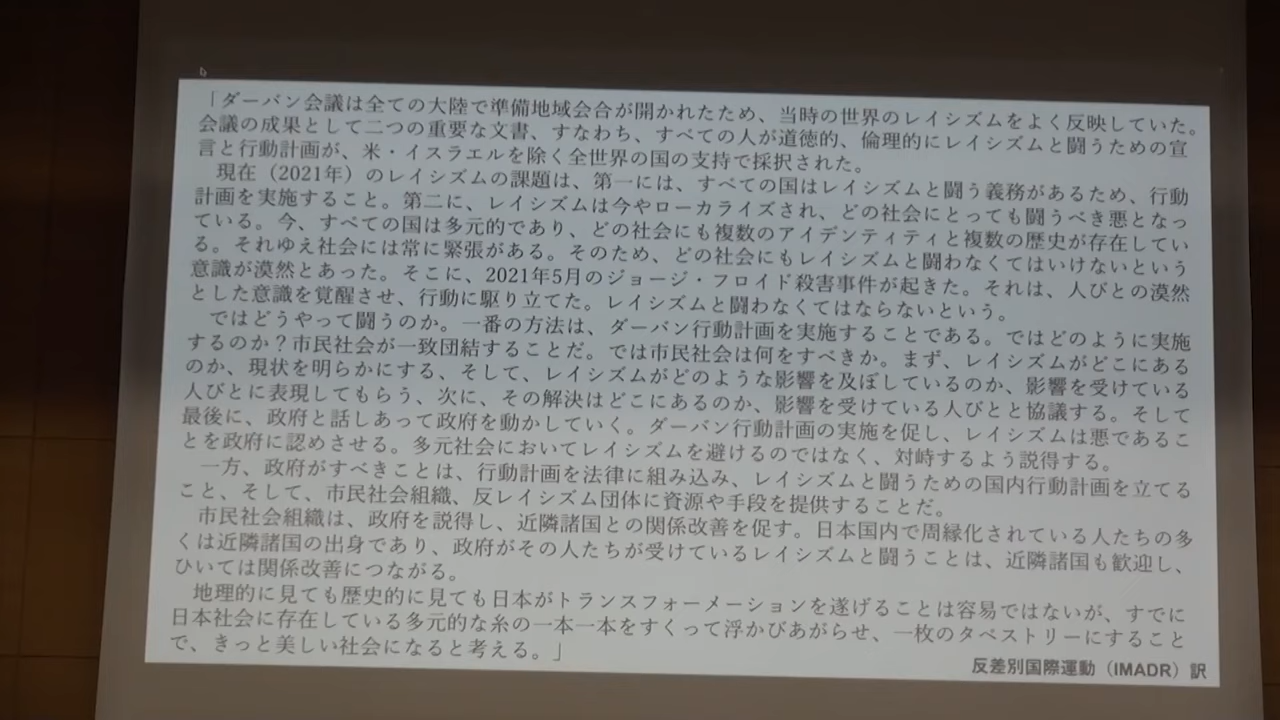 「ダーバン会議は全ての大陸で準備地域会合が開かれたため、当時の世界のレイシズムをよく反映していた。
会議の成果として二つの重要な文書、すなわち、すべての人が道徳的、倫理的にレイシズムと闘うための宣
言と行動計画が、米・イスラエルを除く全世界の国の支持で採択された。
現在（2021年）のレイシズムの課題は、第一には、すべての国はレイシズムと闘う義務があるため、行動
計画を実施すること。第二に、レイシズムは今やローカライズされ、どの社会にとっても闘うべき悪となっ
ている。今、すべての国は多元的であり、どの社会にも複数のアイデンティティと複数の歴史が存在してい
る。それゆえ社会には常に緊張がある。そのため、どの社会にもレイシズムと闘わなくてはいけないという
意識が漠然とあった。そこに、2021年5月のジョージ・フロイド殺害事件が起きた。それは、人びとの漠然
とした意識を覚醒させ、行動に駆り立てた。レイシズムと闘わなくてはならないという。
ではどうやって闘うのか。一番の方法は、ダーバン行動計画を実施することである。ではどのように実施
するのか？市民社会が一致団結することだ。では市民社会は何をすべきか。まず、レイシズムがどこにある
のか、現状を明らかにする、そして、レイシズムがどのような影響を及ぼしているのか、影響を受けている
人びとに表現してもらう、次に、その解決はどこにあるのか、影響を受けている人びとと協議する。そして
最後に、政府と話しあって政府を動かしていく。ダーバン行動計画の実施を促し、レイシズムは悪であるこ
とを政府に認めさせる。多元社会においてレイシズムを避けるのではなく、対峙するよう説得する。
一方、政府がすべきことは、行動計画を法律に組み込み、レイシズムと闘うための国内行動計画を立てる
こと、そして、市民社会組織、反レイシズム団体に資源や手段を提供することだ。
市民社会組織は、政府を説得し、近隣諸国との関係改善を促す。日本国内で周縁化されている人たちの多
くは近隣諸国の出身であり、政府がその人たちが受けているレイシズムと闘うことは、近隣諸国も歓迎し、
ひいては関係改善につながる。
地理的に見ても歴史的に見ても日本がトランスフォーメーションを遂げることは容易ではないが、すでに
日本社会に存在している多元的な糸の一本一本をすくって浮かびあがらせ、一枚のタペストリーにすること
で、きっと美しい社会になると考える。」
反差別国際運動（IMADR）訳